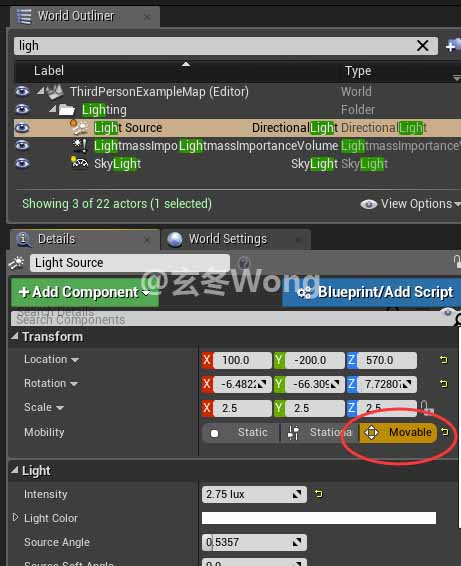 World Outliner
ligh
Label Type
ThirdPersonExampleMap (Editor) World
Lighting Folder
Light Source DirectionalLight DirectionalLight
LightmassImpoLightmassImportanceVolume LightmassImportanceV
SkyLight SkyLight SkyLight
Showing 3 of 22 actors (1 selected) View Options
Details World Settings
Light Source
@玄冬Wong
+ Add Component Blueprint/Add Script
Search Details
Search Components
Transform
Location X 100.0 Y -200.0 Z 570.0
Rotation X -6.4822 Y -66.309 Z 7.7280
Scale X 2.5 Y 2.5 Z 2.5
Mobility Static Stationa Movable
Light
Intensity 2.75 lux
Light Color
Source Angle 0.5357
Source Soft Angle 0.0